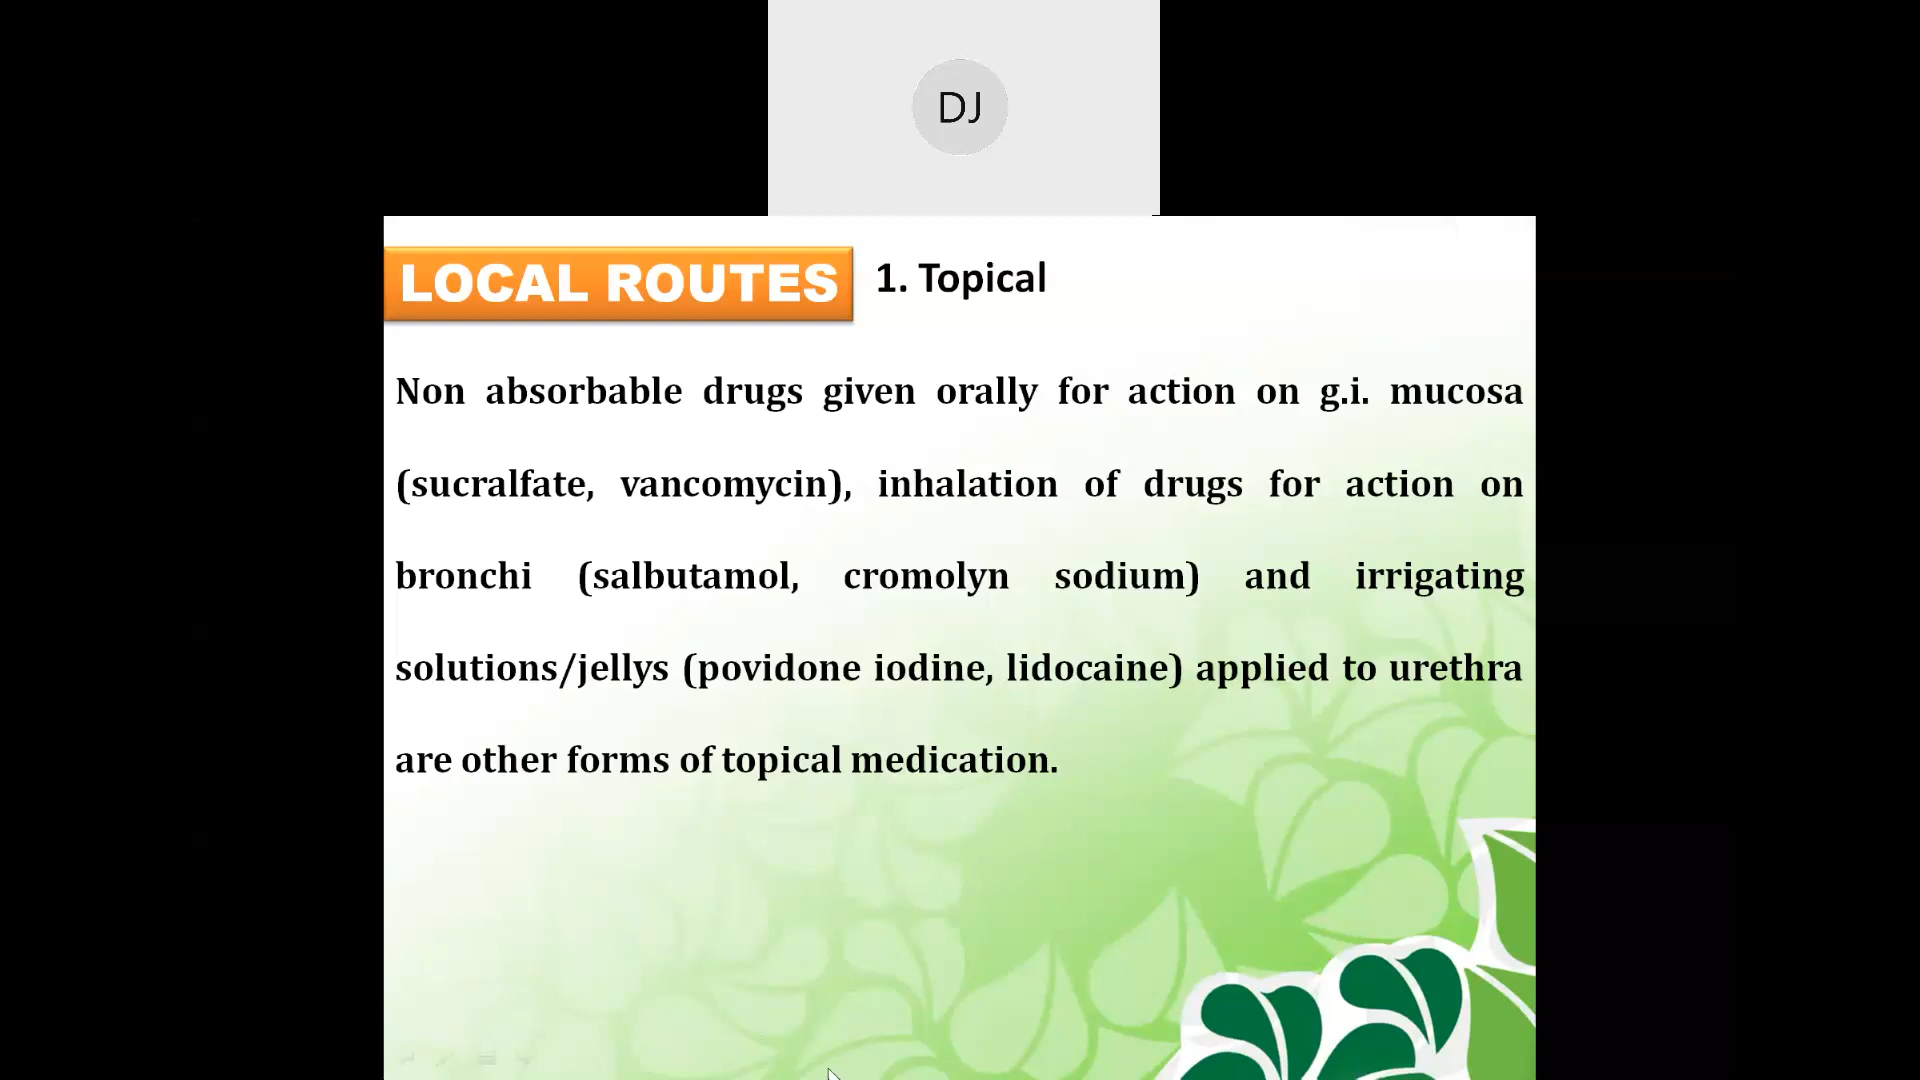 DJ
LOCAL ROUTES 1. Topical
Non absorbable drugs given orally for action on g.i. mucosa
(sucralfate, vancomycin), inhalation of drugs for action on
bronchi (salbutamol, cromolyn sodium) and irrigating
solutions/jellys (povidone iodine, lidocaine) applied to urethra
are other forms of topical medication.